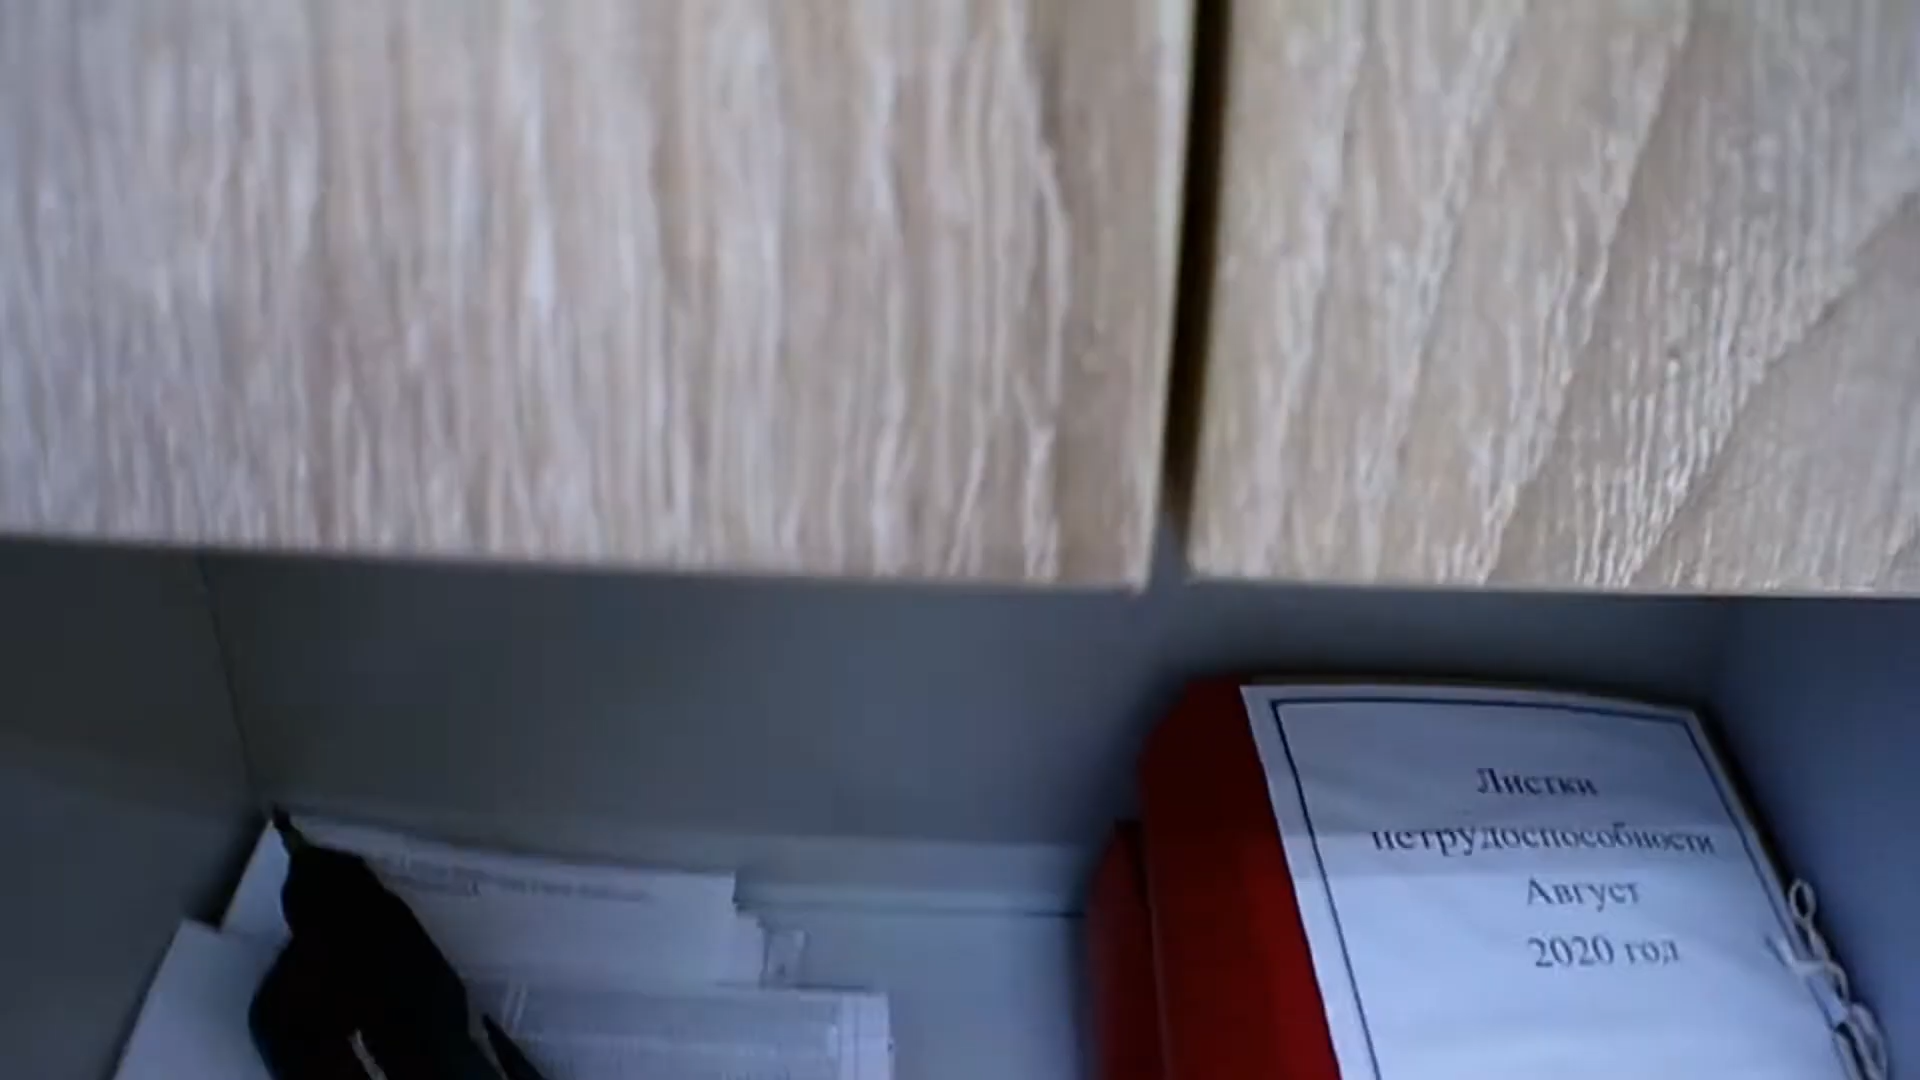 Листки
нетрудоспособности
Август
2020 год